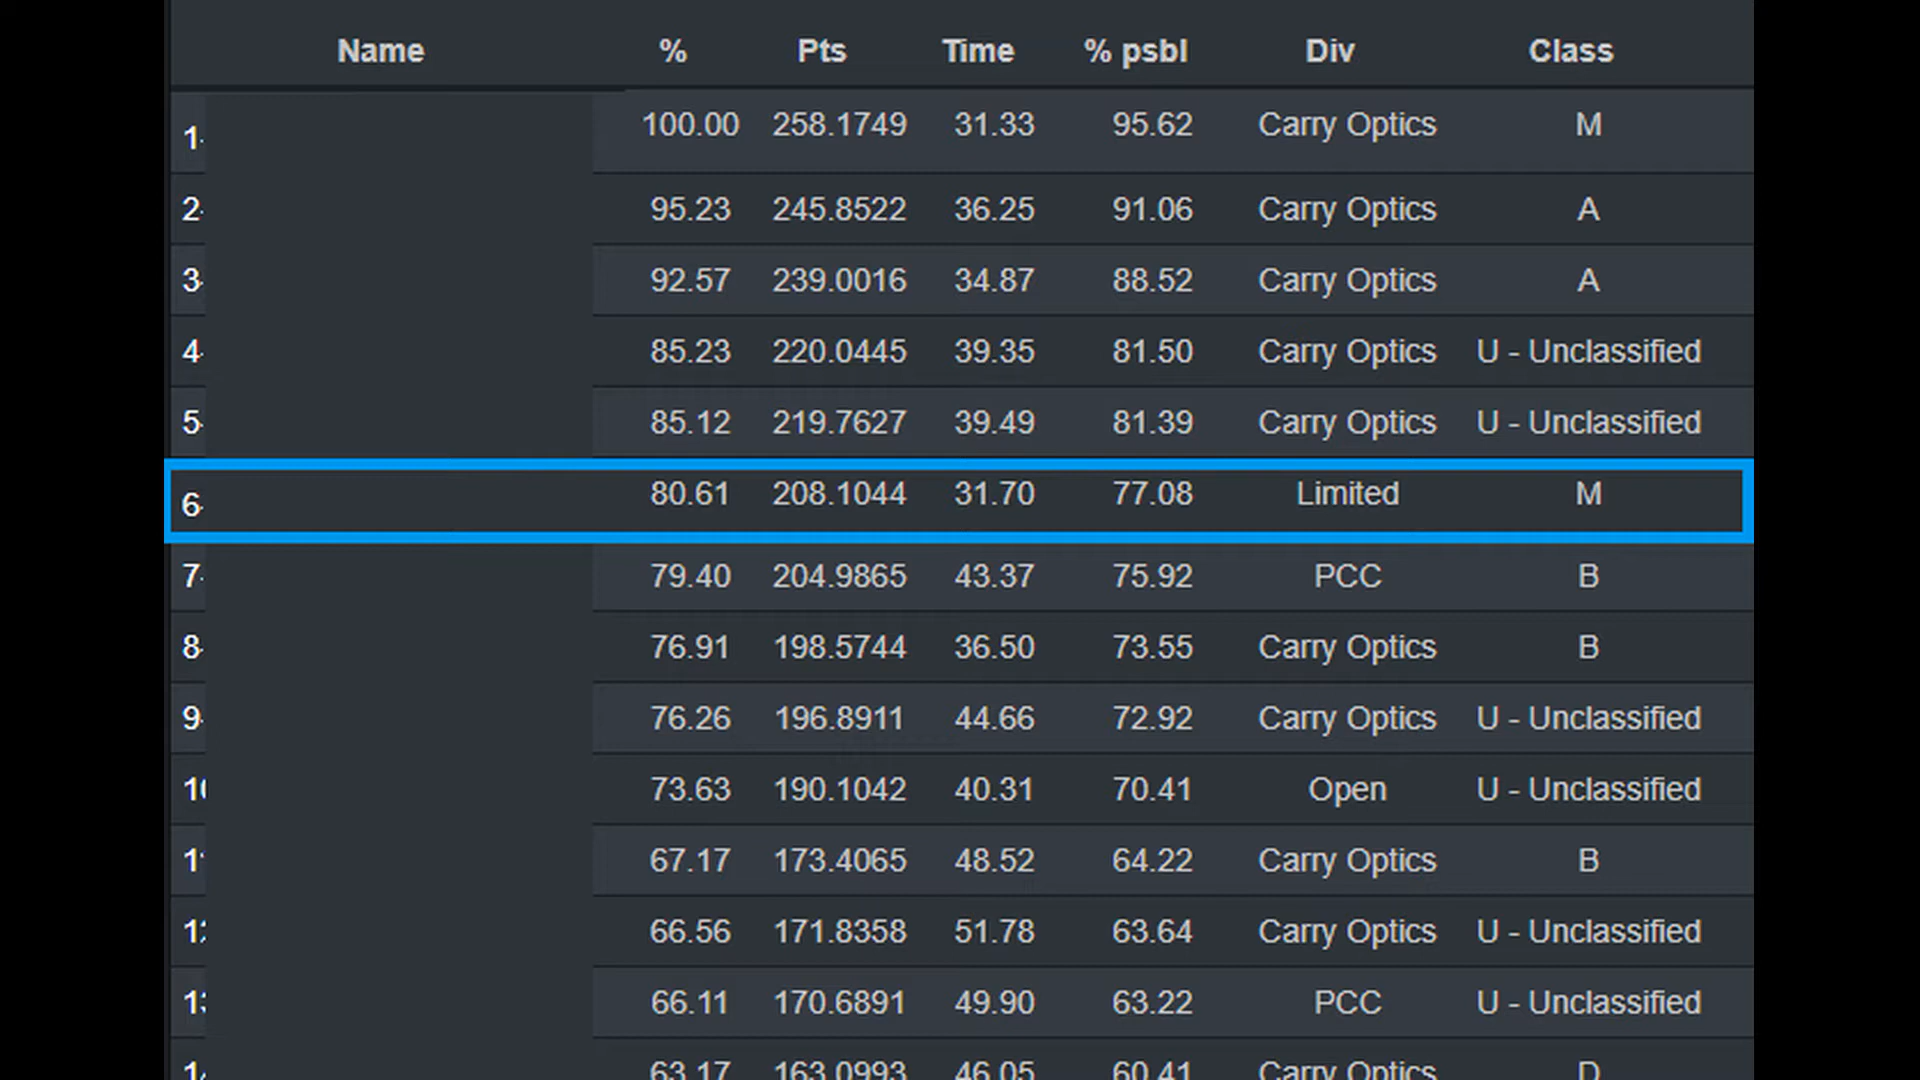 Name % Pts Time % psbl Div Class
1 100.00 258.1749 31.33 95.62 Carry Optics M
2 95.23 245.8522 36.25 91.06 Carry Optics A
3 92.57 239.0016 34.87 88.52 Carry Optics A
4 85.23 220.0445 39.35 81.50 Carry Optics U - Unclassified
5 85.12 219.7627 39.49 81.39 Carry Optics U - Unclassified
6 80.61 208.1044 31.70 77.08 Limited M
7 79.40 204.9865 43.37 75.92 PCC B
8 76.91 198.5744 36.50 73.55 Carry Optics B
9 76.26 196.8911 44.66 72.92 Carry Optics U - Unclassified
10 73.63 190.1042 40.31 70.41 Open U - Unclassified
11 67.17 173.4065 48.52 64.22 Carry Optics B
12 66.56 171.8358 51.78 63.64 Carry Optics U - Unclassified
13 66.11 170.6891 49.90 63.22 PCC U - Unclassified
14 63.17 163.0993 46.05 60.41 Carry Optics D